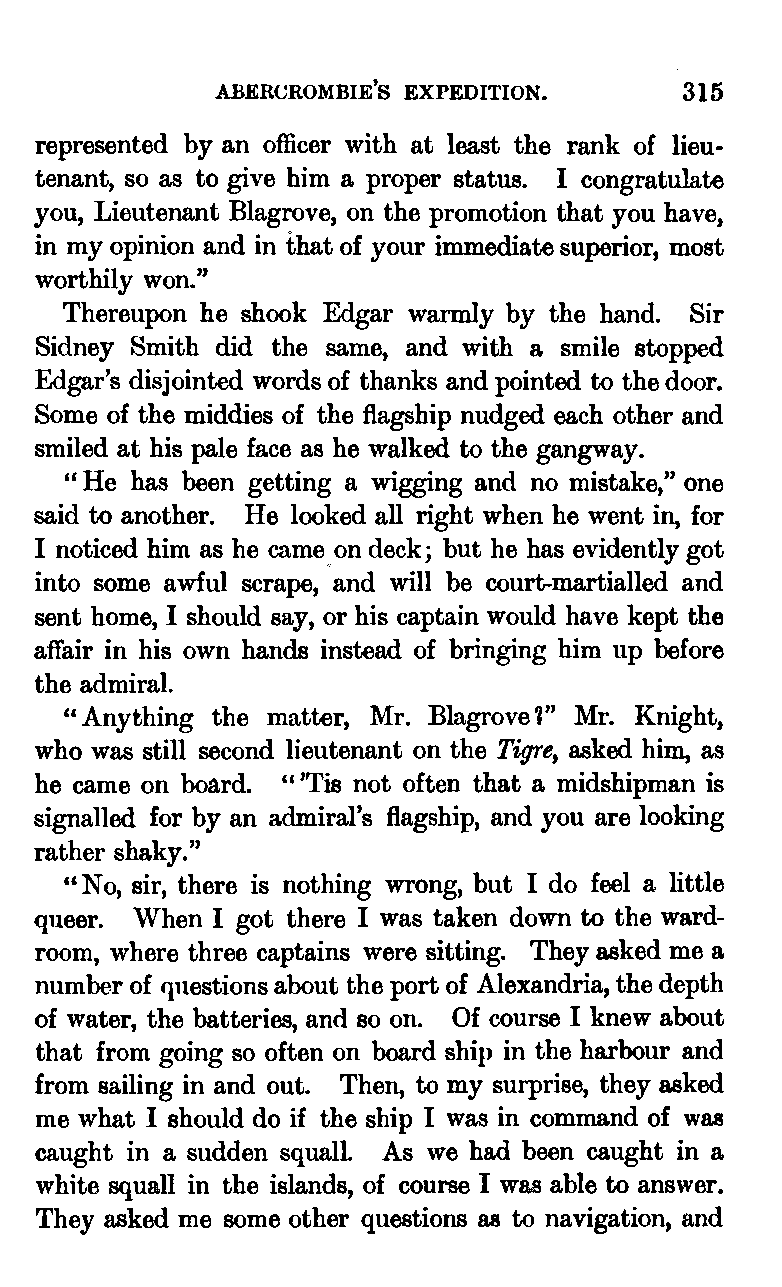 ABERCROMBIE'S EXPEDITION. 315
represented by an officer with at least the rank of lieu-
tenant, so as to give him a proper status. I congratulate
you, Lieutenant Blagrove, on the promotion that you have,
in my opinion and in that of your immediate superior, most
worthily won."
Thereupon he shook Edgar warmly by the hand. Sir
Sidney Smith did the same, and with a smile stopped
Edgar's disjointed words of thanks and pointed to the door.
Some of the middies of the flagship nudged each other and
smiled at his pale face as he walked to the gangway.
"He has been getting a wigging and no mistake," one
said to another. He looked all right when he went in, for
I noticed him as he came on deck; but he has evidently got
into some awful scrape, and will be court-martialled and
sent home, I should say, or his captain would have kept the
affair in his own hands instead of bringing him up before
the admiral.
"Anything the matter, Mr. Blagrove?" Mr. Knight,
who was still second lieutenant on the Tigre, asked him, as
he came on board. "'Tis not often that a midshipman is
signalled for by an admiral's flagship, and you are looking
rather shaky."
"No, sir, there is nothing wrong, but I do feel a little
queer. When I got there I was taken down to the ward-
room, where three captains were sitting. They asked me a
number of questions about the port of Alexandria, the depth
of water, the batteries, and so on. Of course I knew about
that from going so often on board ship in the harbour and
from sailing in and out. Then, to my surprise, they asked
me what I should do if the ship I was in command of was
caught in a sudden squall. As we had been caught in a
white squall in the islands, of course I was able to answer.
They asked me some other questions as to navigation, and